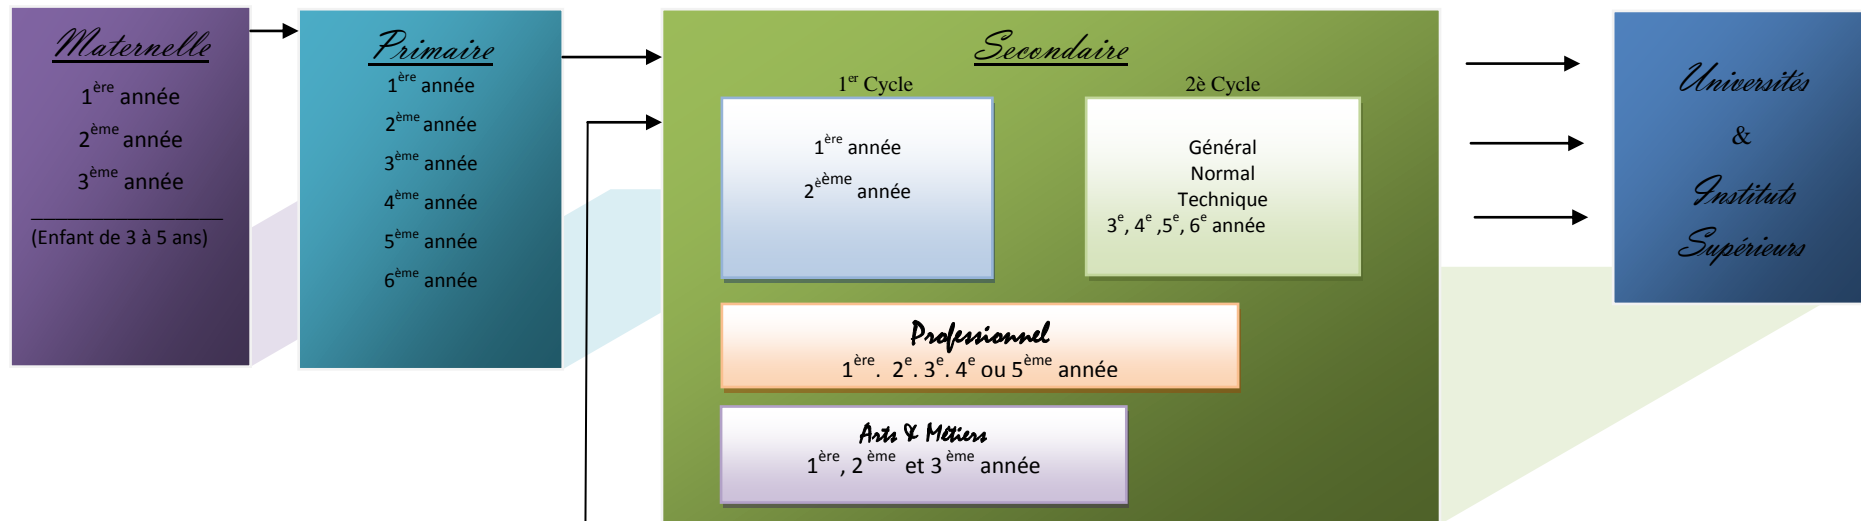 Maternelle
1ère année
2ème année
3ème année
(Enfant de 3 à 5 ans)
Primaire
1ère année
2ème année
3ème année
4ème année
5ème année
6ème année
Secondaire
1er Cycle
1ère année
2èème année
2è Cycle
Général
Normal
Technique
3e, 4e ,5e, 6e année
Professionnel
1ère. 2e. 3e. 4e ou 5ème année
Arts & Métiers
1ère, 2ème et 3ème année
Universités
&
Instituts
Supérieurs